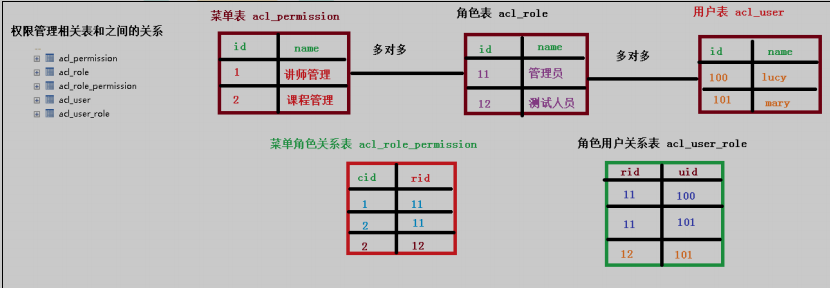 权限管理相关表和之间的关系
acl_permission
acl_role
acl_role_permission
acl_user
acl_user_role
菜单表 acl_permission
id name
1 讲师管理
2 课程管理
多对多
角色表 acl_role
id name
11 管理员
12 测试人员
多对多
用户表 acl_user
id name
100 lucy
101 mary
菜单角色关系表 acl_role_permission
cid rid
1 11
2 11
2 12
角色用户关系表 acl_user_role
rid uid
11 100
11 101
12 101